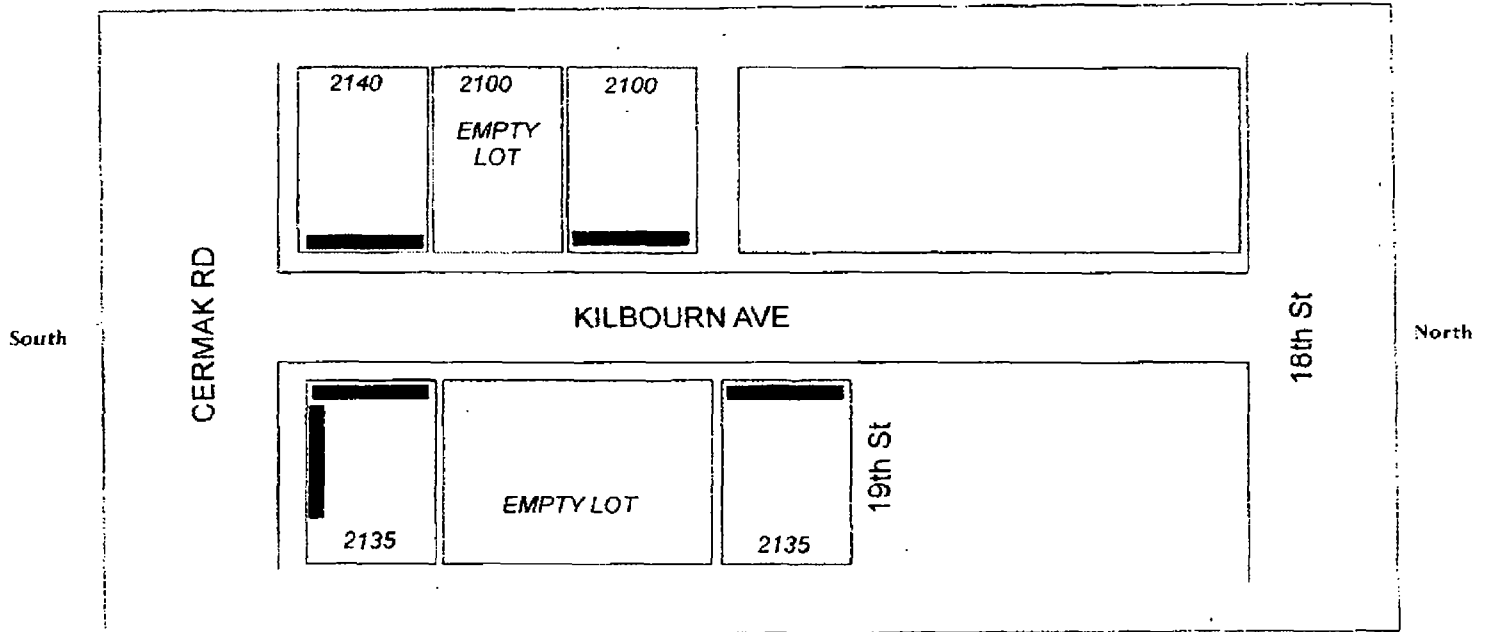 2140
2100
EMPTY
LOT
2100
South
CERMAK RD
KILBOURN AVE
18th St
North
19th St
2135
EMPTY LOT
2135